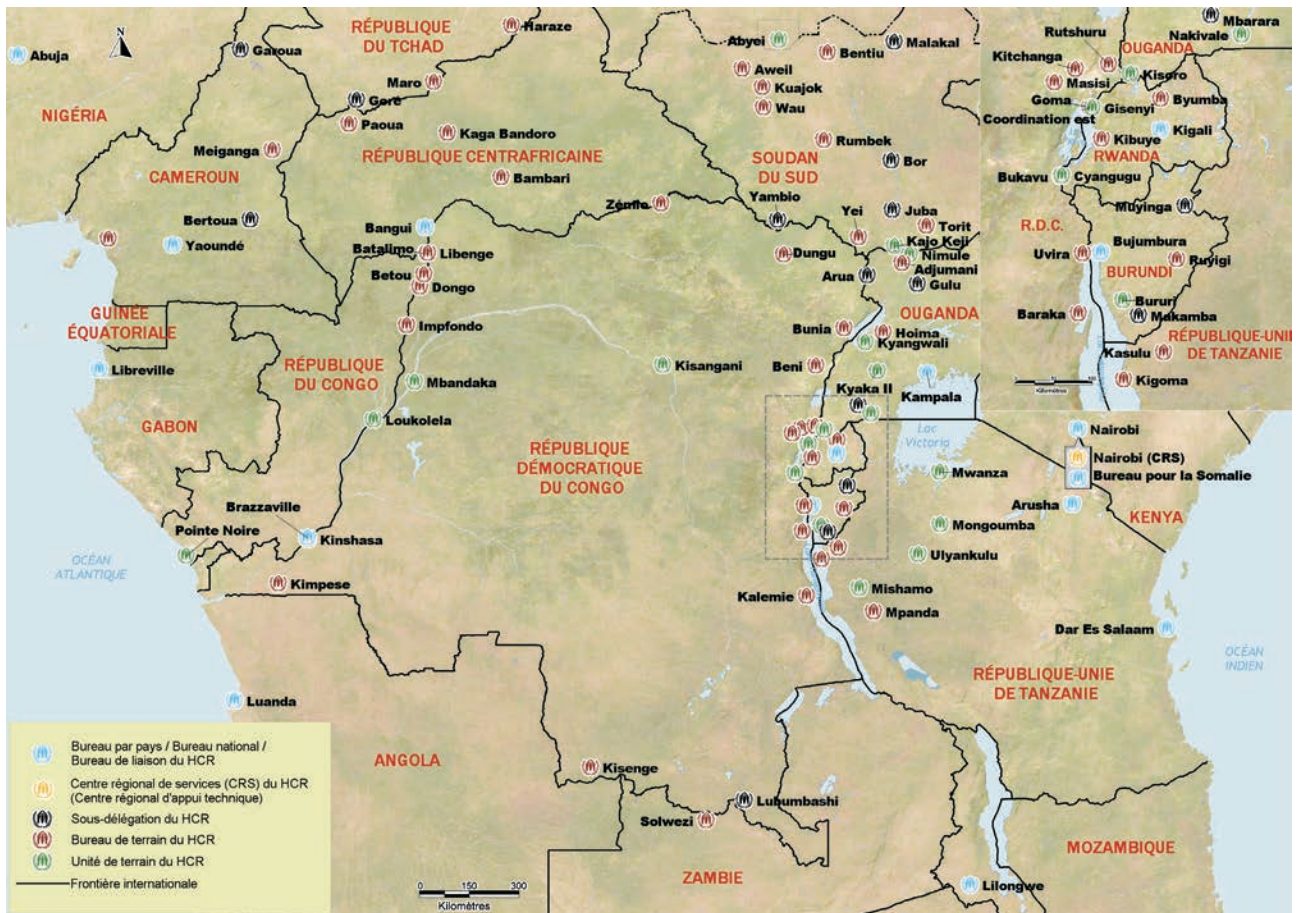 RÉPUBLIQUE
DU TCHAD
Haraze
Abuja
Garoua
NIGÉRIA
Maro
Goré
Paoua
Kaga Bandoro
RÉPUBLIQUE CENTRAFRICAINE
Meiganga
CAMEROUN
Bambari
Bertoua
Yaoundé
Bangui
Batalimo
Libenge
Betou
Dongo
Zémio
Abyei
Bentiu
Malakal
Aweil
Kuajok
Wau
Rumbek
SOUDAN
DU SUD
Bor
Yambio
Juba
Yei
Torit
Kajo Keji
Nimule
Adjumani
Dungu
Arua
Gulu
OUGANDA
GUINÉE
ÉQUATORIALE
Libreville
RÉPUBLIQUE
DU CONGO
Impfondo
Mbandaka
Loukolela
Kisangani
Bunia
Hoima
Kyangwali
Beni
Kyaka II
Kampala
Lac
Victoria
GABON
RÉPUBLIQUE
DÉMOCRATIQUE
DU CONGO
Brazzaville
Kinshasa
Pointe Noire
OCÉAN
ATLANTIQUE
Kimpese
Nairobi
Nairobi (CRS)
Bureau pour la Somalie
Mwanza
Arusha
KENYA
Mongoumba
Ulyankulu
Mishamo
Mpanda
Kalemie
Dar Es Salaam
OCÉAN
INDIEN
RÉPUBLIQUE-UNIE
DE TANZANIE
Luanda
ANGOLA
Kisenge
Lubumbashi
Solwezi
ZAMBIE
MOZAMBIQUE
Lilongwe
Mbarara
Nakivale
Rutshuru
OUGANDA
Kitchanga
Kisoro
Masisi
Goma
Gisenyi
Byumba
Coordination est
Kigali
Kibuye
RWANDA
Bukavu
Cyangugu
Muyinga
R.D.C.
Bujumbura
Uvira
BURUNDI
Ruyigi
Bururi
Makamba
Baraka
RÉPUBLIQUE-UNIE
DE TANZANIE
Kasulu
Kigoma
Kilomètres
Bureau par pays / Bureau national /
Bureau de liaison du HCR
Centre régional de services (CRS) du HCR
(Centre régional d'appui technique)
Sous-délégation du HCR
Bureau de terrain du HCR
Unité de terrain du HCR
Frontière internationale
0 150 300
Kilomètres